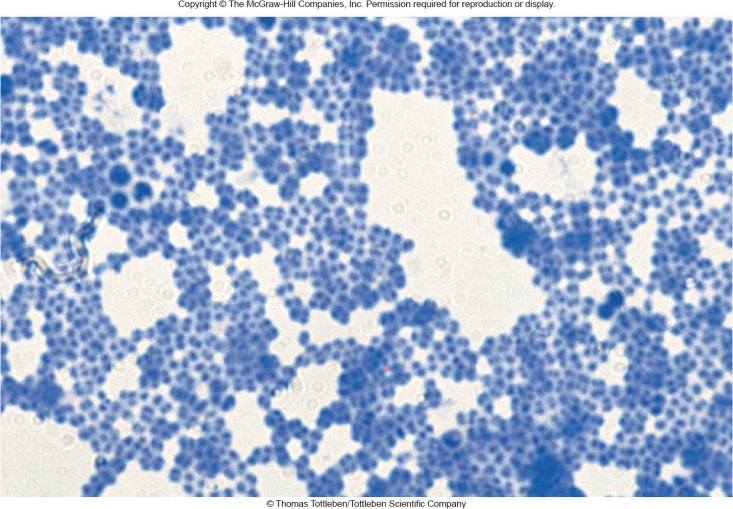 Copyright © The McGraw-Hill Companies, Inc. Permission required for reproduction or display.
© Thomas Tottleben/Tottleben Scientific Company